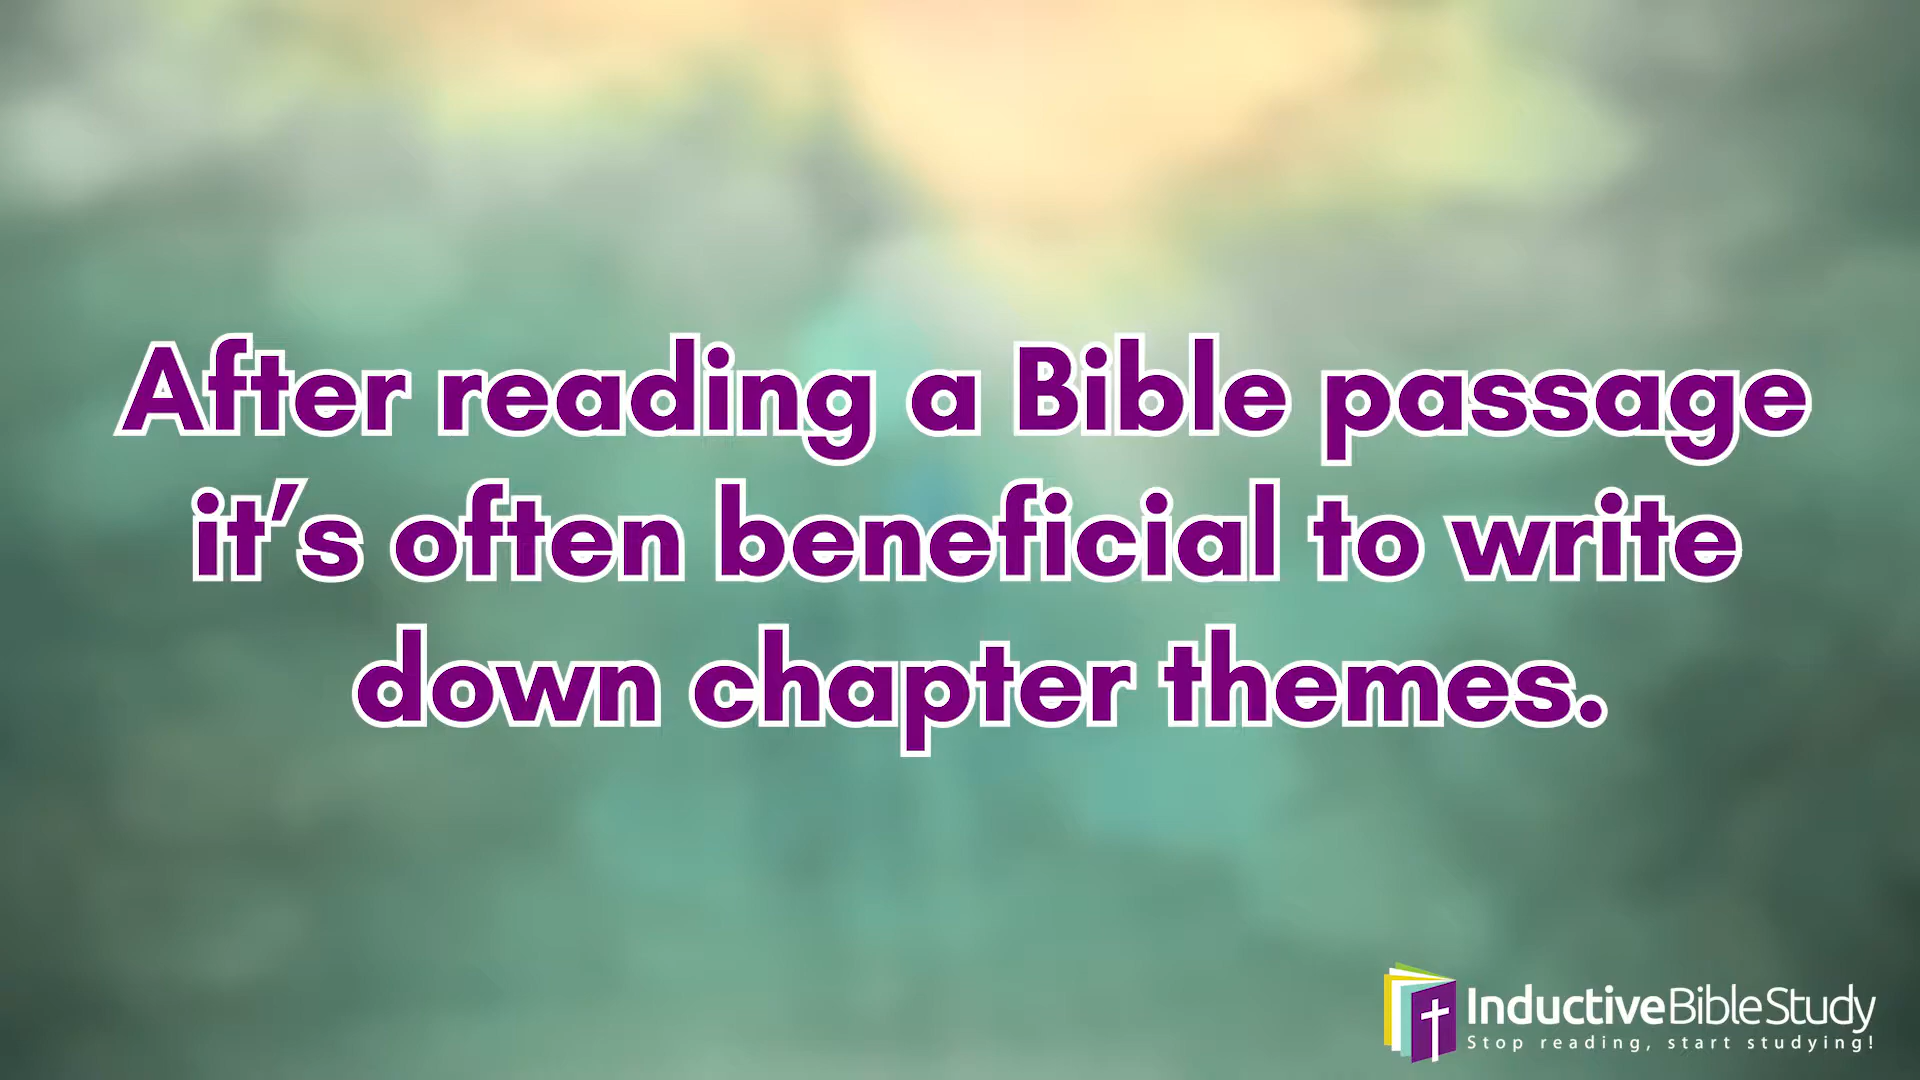 After reading a Bible passage
it’s often beneficial to write
down chapter themes.
InductiveBibleStudy
Stop reading, start studying!